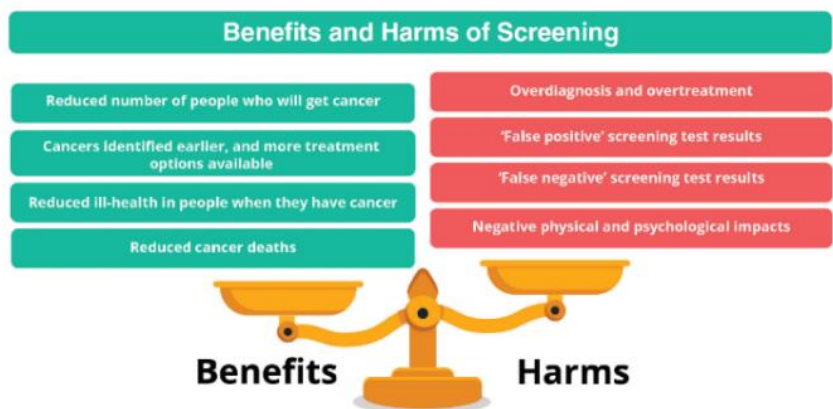 Benefits and Harms of Screening
Reduced number of people who will get cancer
Cancers identified earlier, and more treatment
options available
Reduced ill-health in people when they have cancer
Reduced cancer deaths
Overdiagnosis and overtreatment
'False positive' screening test results
'False negative' screening test results
Negative physical and psychological impacts
Benefits
Harms